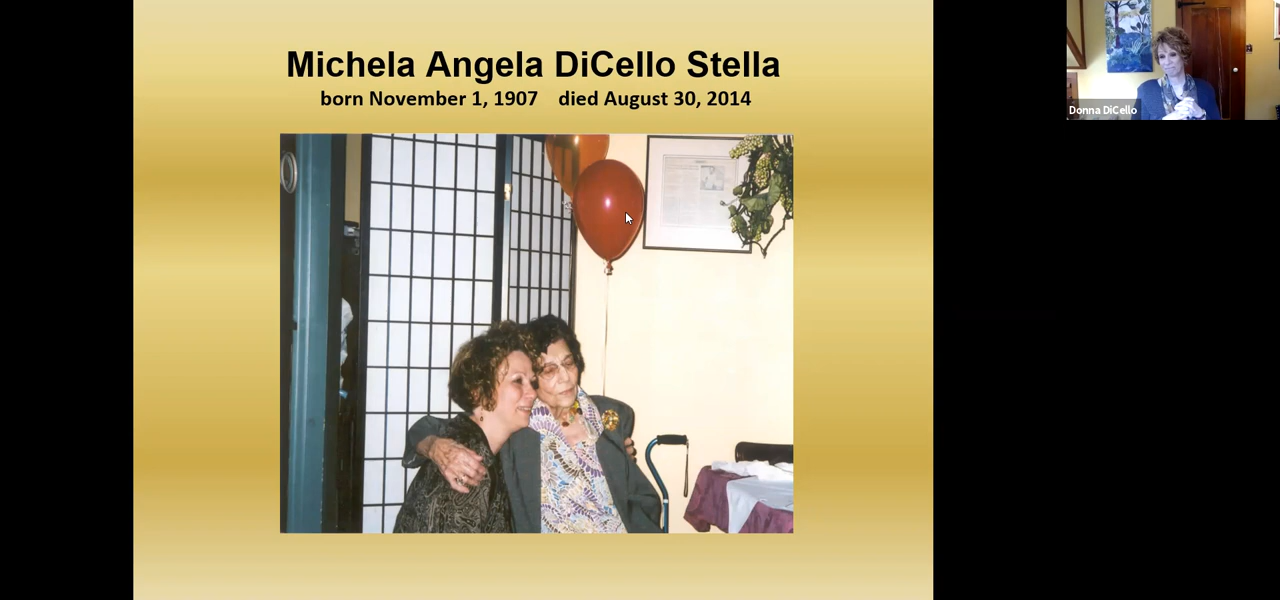 Michela Angela DiCello Stella
born November 1, 1907 died August 30, 2014
Donna DiCello